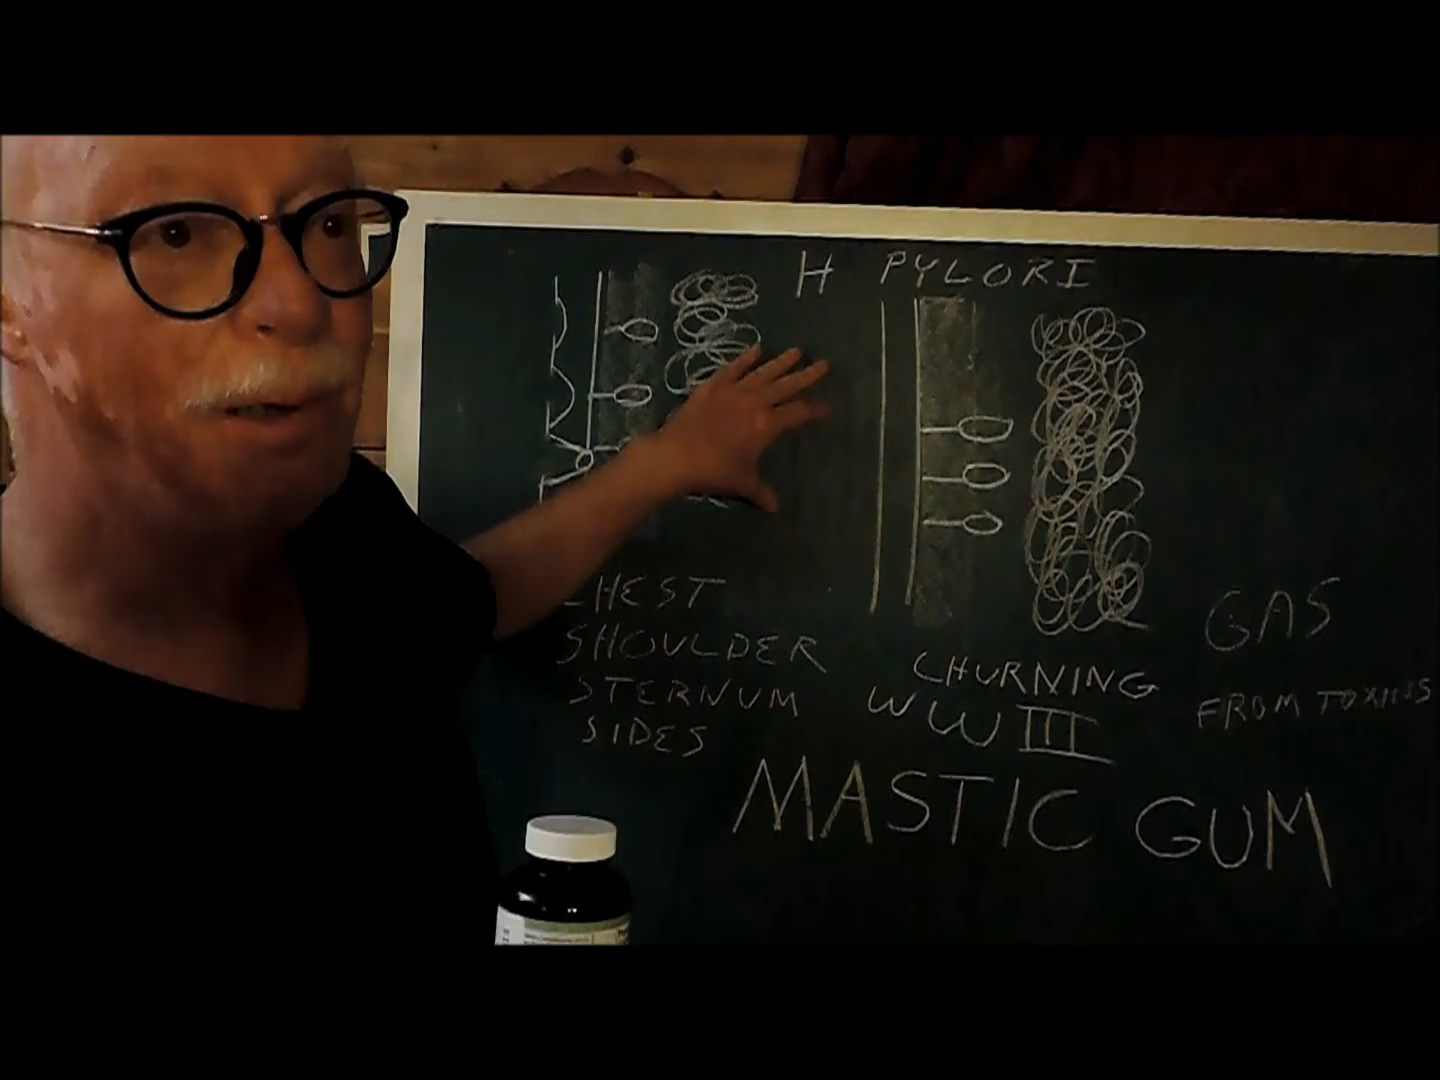 H PYLORI
CHEST
SHOULDER
STERNUM
SIDES
CHURNING
WW III
GAS
FROM TOXINS
MASTIC GUM